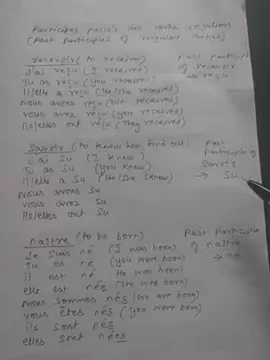 Participes passés des verbs irreguliers
(Past Participles of irregular verbs)
recevoir (to receive)
Past Participle of recevoir → reçu
J'ai reçu (I received)
Tu as reçu (you received)
Il/elle a reçu (He/she received)
nous avons reçu (we received)
vous avez reçu (you received)
Ils/elles ont reçu (They received)
Savoir (to know how, find out)
Past Participle of Savoir → Su
J'ai Su (I knew)
Tu as Su (you knew)
Il/elle a Su (He/she knew)
Nous avons Su
vous avez Su
Ils/elles ont Su
naître (to be born)
Past Participle of naître → né
Je suis né (I was born)
Tu es né (you were born)
Il est né (He was born)
elle est née (She was born)
nous sommes nés (we are born)
vous êtes nés (you were born)
ils sont nés
elles sont nées